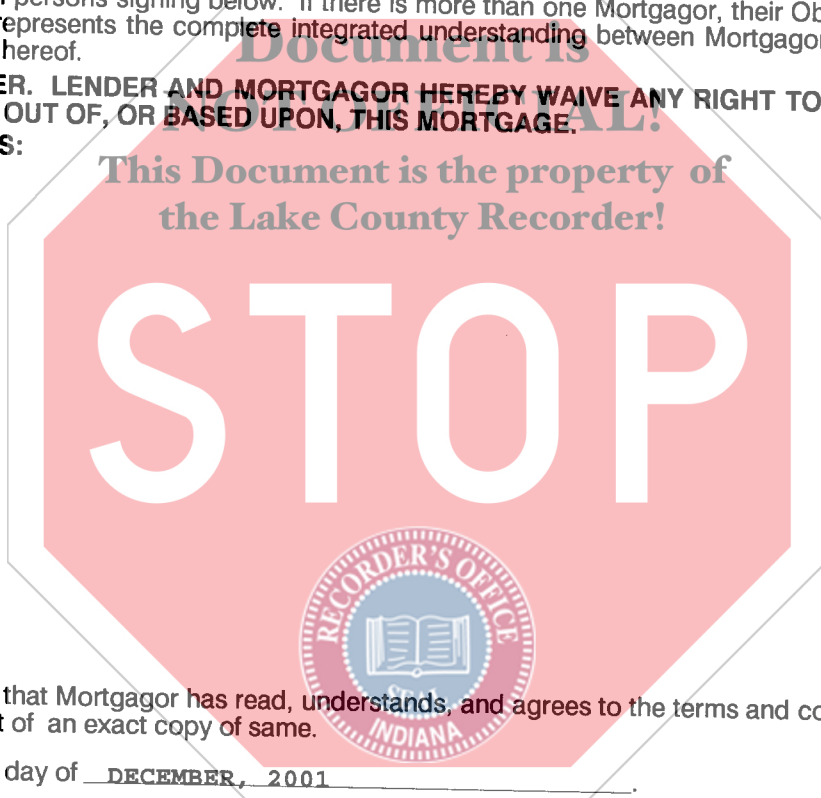 persons signing below. If there is more than one Mortgagor, their Ob
represents the complete integrated understanding between Mortgagor
hereof.
Document is
ER. LENDER AND MORTGAGOR HEREBY WAIVE ANY RIGHT TO
NOT OFFICIAL!
OUT OF, OR BASED UPON, THIS MORTGAGE.
S:
This Document is the property of
the Lake County Recorder!
STOP
RECORDER'S OFFICE
SEAL
INDIANA
that Mortgagor has read, understands, and agrees to the terms and co
t of an exact copy of same.
day of DECEMBER, 2001.